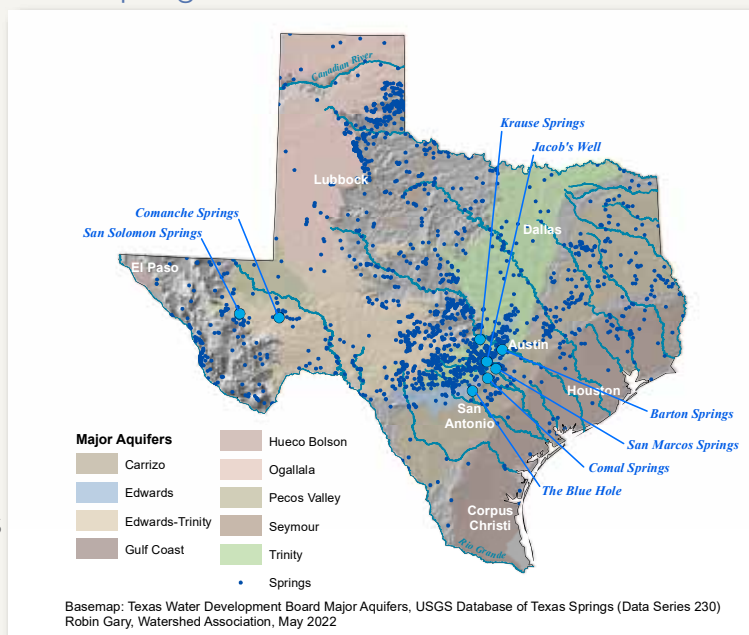 Canadian River
Krause Springs
Jacob's Well
Lubbock
Comanche Springs
San Solomon Springs
Dallas
El Paso
Austin
Houston
San
Antonio
Barton Springs
San Marcos Springs
Comal Springs
The Blue Hole
Corpus
Christi
Rio Grande
Major Aquifers
Carrizo
Edwards
Edwards-Trinity
Gulf Coast
Hueco Bolson
Ogallala
Pecos Valley
Seymour
Trinity
Springs
Basemap: Texas Water Development Board Major Aquifers, USGS Database of Texas Springs (Data Series 230)
Robin Gary, Watershed Association, May 2022